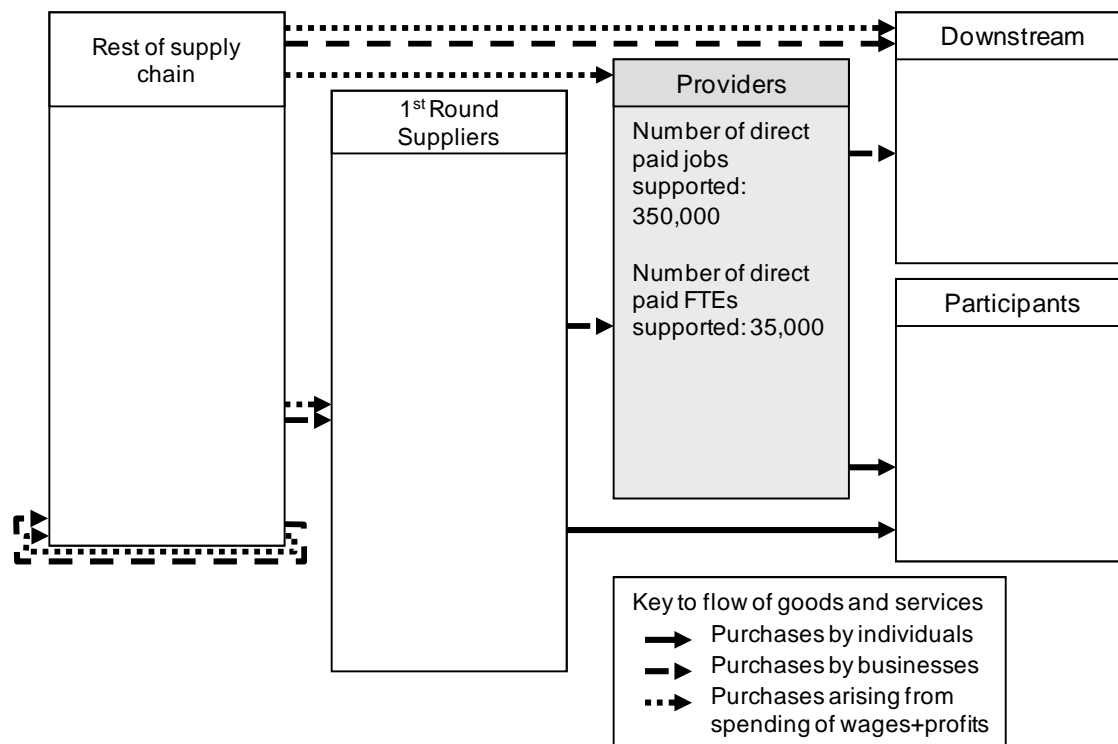 Rest of supply
chain
1st Round
Suppliers
Providers
Number of direct
paid jobs
supported:
350,000
Number of direct
paid FTEs
supported: 35,000
Downstream
Participants
Key to flow of goods and services
Purchases by individuals
Purchases by businesses
Purchases arising from
spending of wages+profits